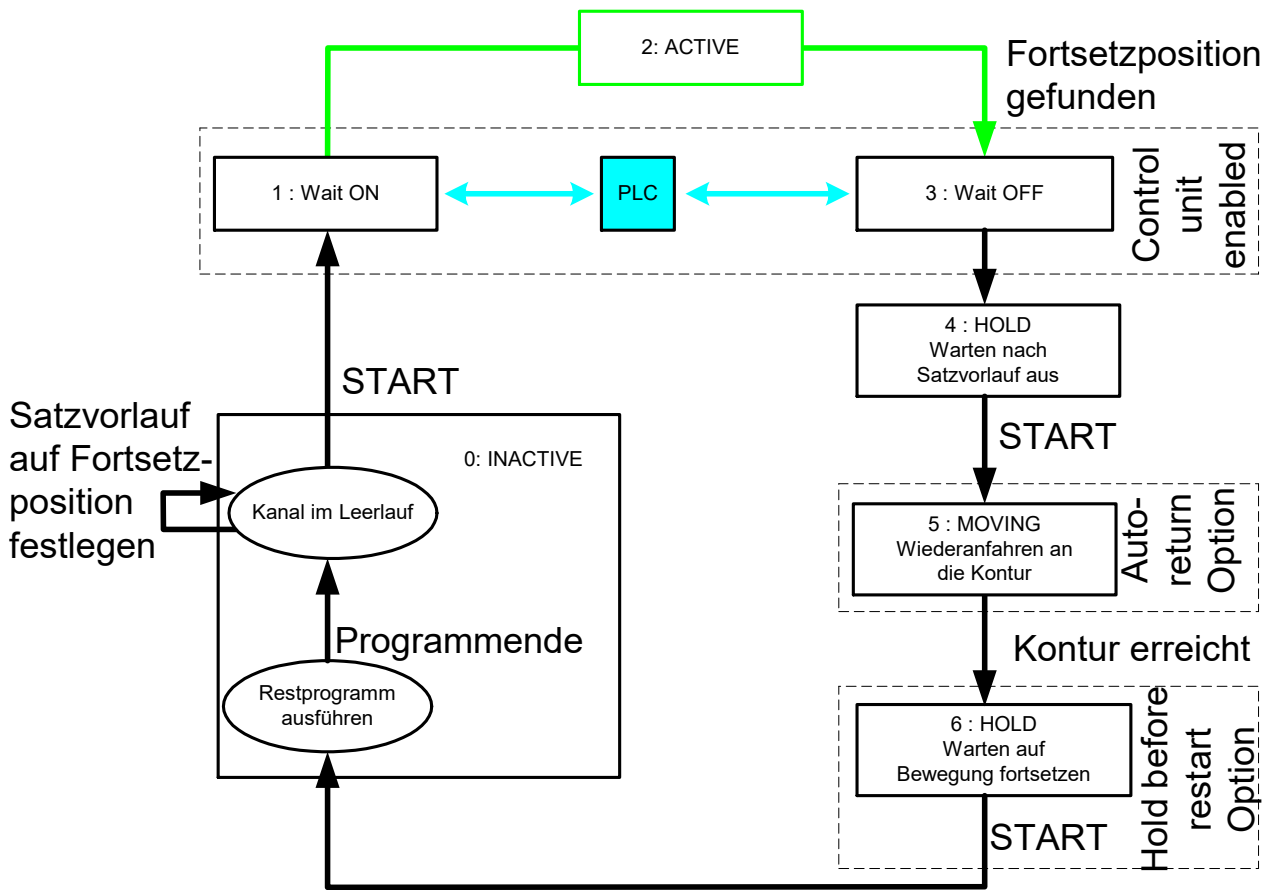 2: ACTIVE
Fortsetzposition
gefunden
1 : Wait ON
PLC
3 : Wait OFF
Control
unit
enabled
4 : HOLD
Warten nach
Satzvorlauf aus
START
START
Satzvorlauf
auf Fortsetz-
position
festlegen
0: INACTIVE
Kanal im Leerlauf
5 : MOVING
Wiederanfahren an
die Kontur
Auto-
return
Option
Programmende
Kontur erreicht
Restprogramm
ausführen
6 : HOLD
Warten auf
Bewegung fortsetzen
Hold before
restart
Option
START